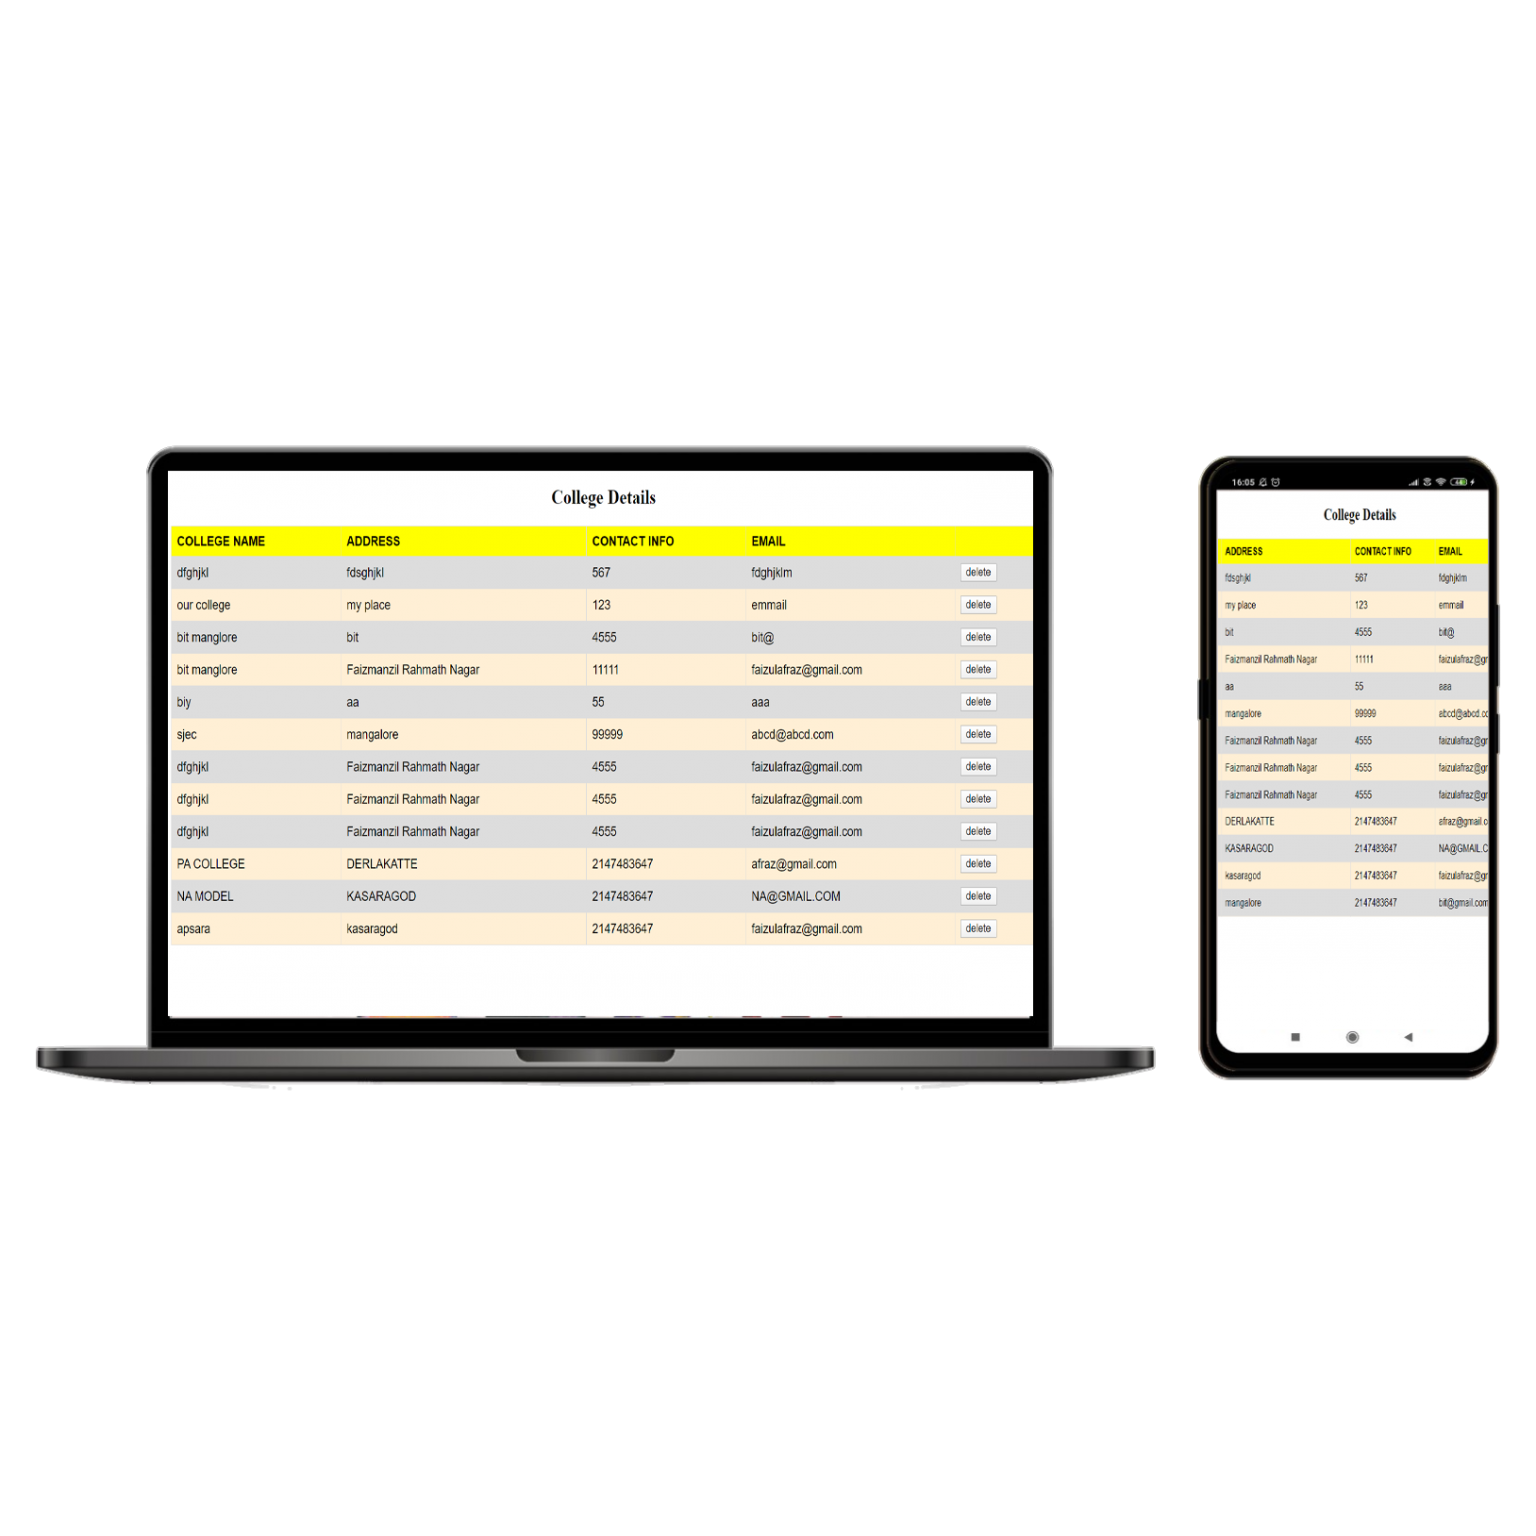 College Details
COLLEGE NAME ADDRESS CONTACT INFO EMAIL
dfghjkl fdsghjkl 567 fdghjklm delete
our college my place 123 emmail delete
bit manglore bit 4555 bit@ delete
bit manglore Faizmanzil Rahmath Nagar 11111 faizulafraz@gmail.com delete
biy aa 55 aaa delete
sjec mangalore 99999 abcd@abcd.com delete
dfghjkl Faizmanzil Rahmath Nagar 4555 faizulafraz@gmail.com delete
dfghjkl Faizmanzil Rahmath Nagar 4555 faizulafraz@gmail.com delete
dfghjkl Faizmanzil Rahmath Nagar 4555 faizulafraz@gmail.com delete
PA COLLEGE DERLAKATTE 2147483647 afraz@gmail.com delete
NA MODEL KASARAGOD 2147483647 NA@GMAIL.COM delete
apsara kasaragod 2147483647 faizulafraz@gmail.com delete
16:05
College Details
ADDRESS CONTACT INFO EMAIL
fdsghjkl 567 fdghjklm
my place 123 emmail
bit 4555 bit@
Faizmanzil Rahmath Nagar 11111 faizulafraz@gr
aa 55 aaa
mangalore 99999 abcd@abcd.cc
Faizmanzil Rahmath Nagar 4555 faizulafraz@gr
Faizmanzil Rahmath Nagar 4555 faizulafraz@gr
Faizmanzil Rahmath Nagar 4555 faizulafraz@gr
DERLAKATTE 2147483647 afraz@gmail.c
KASARAGOD 2147483647 NA@GMAIL.C
kasaragod 2147483647 faizulafraz@gr
mangalore 2147483647 bit@gmail.com